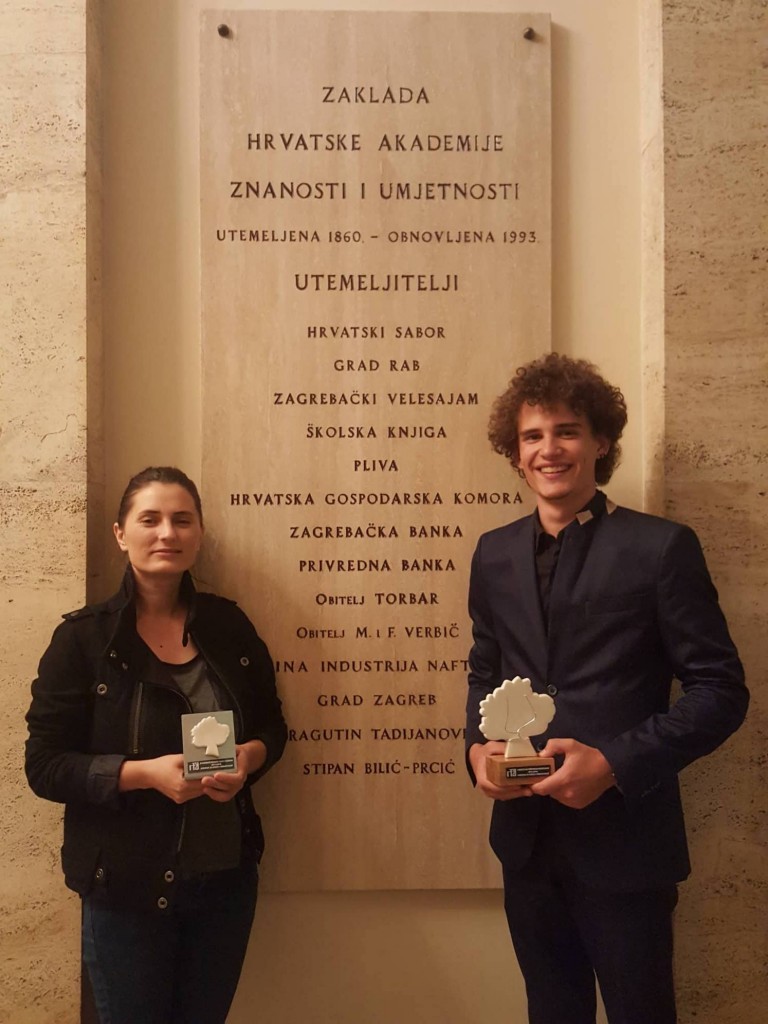 ZAKLADA
HRVATSKE AKADEMIJE
ZNANOSTI I UMJETNOSTI
UTEMELJENA 1860. – OBNOVLJENA 1993.
UTEMELJITELJI
HRVATSKI SABOR
GRAD RAB
ZAGREBAČKI VELESAJAM
ŠKOLSKA KNJIGA
PLIVA
HRVATSKA GOSPODARSKA KOMORA
ZAGREBAČKA BANKA
PRIVREDNA BANKA
OBITELJ TORBAR
OBITELJ M. I F. VERBIČ
INA INDUSTRIJA NAFT
GRAD ZAGREB
RAGUTIN TADIJANOV
STIPAN BILIĆ-PRCIĆ